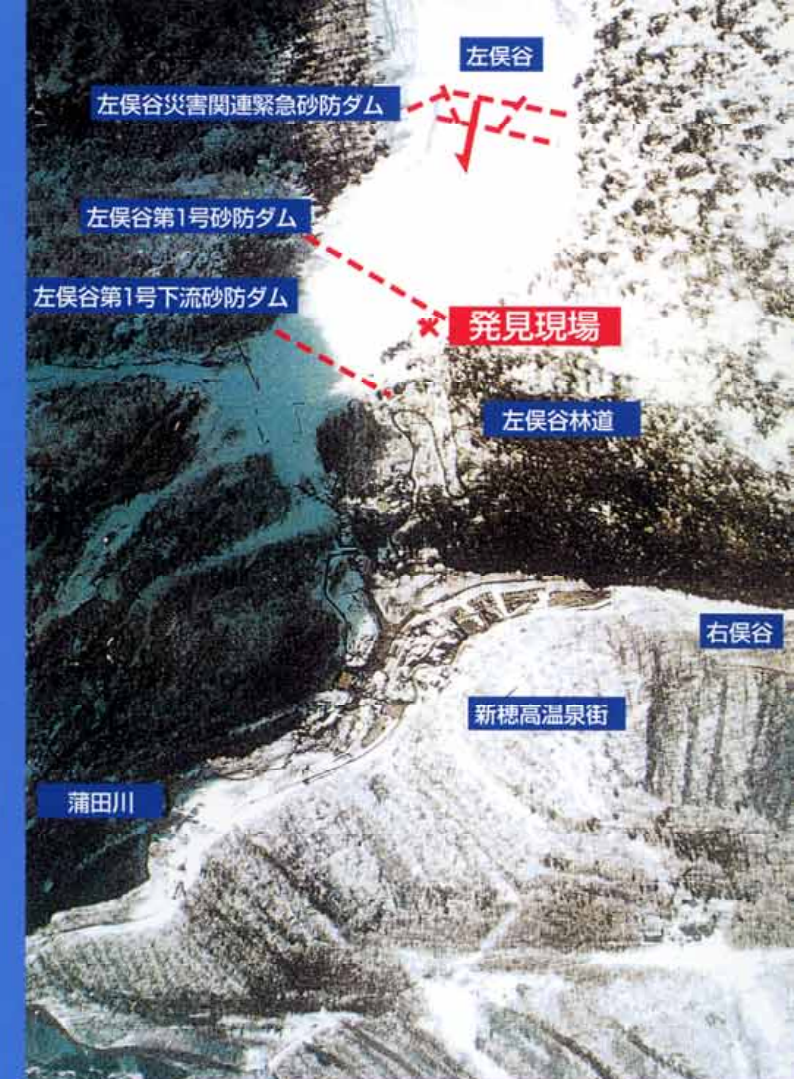 左俣谷
左俣谷災害関連緊急砂防ダム
左俣谷第1号砂防ダム
左俣谷第1号下流砂防ダム
発見現場
左俣谷林道
右俣谷
新穂高温泉街
蒲田川